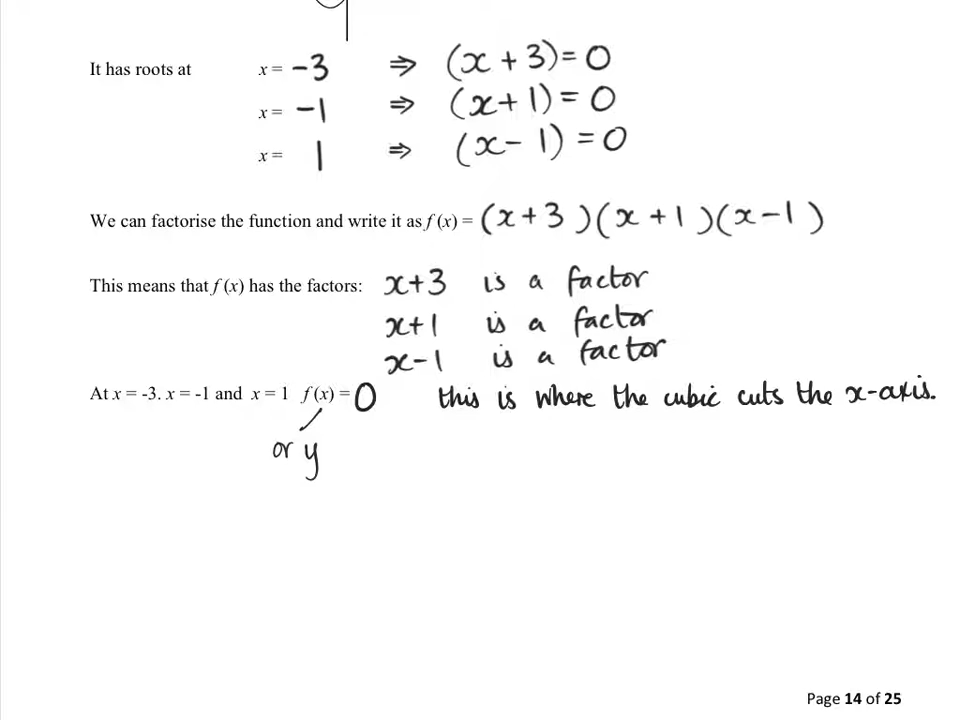 It has roots at x = -3 ⇒ (x + 3) = 0
x = -1 ⇒ (x + 1) = 0
x = 1 ⇒ (x - 1) = 0
We can factorise the function and write it as f (x) = (x + 3)(x + 1)(x - 1)
This means that f (x) has the factors: x+3 is a factor
x+1 is a factor
x-1 is a factor
At x = -3. x = -1 and x = 1 f (x) = 0 this is where the cubic cuts the x-axis.
or y
Page 14 of 25